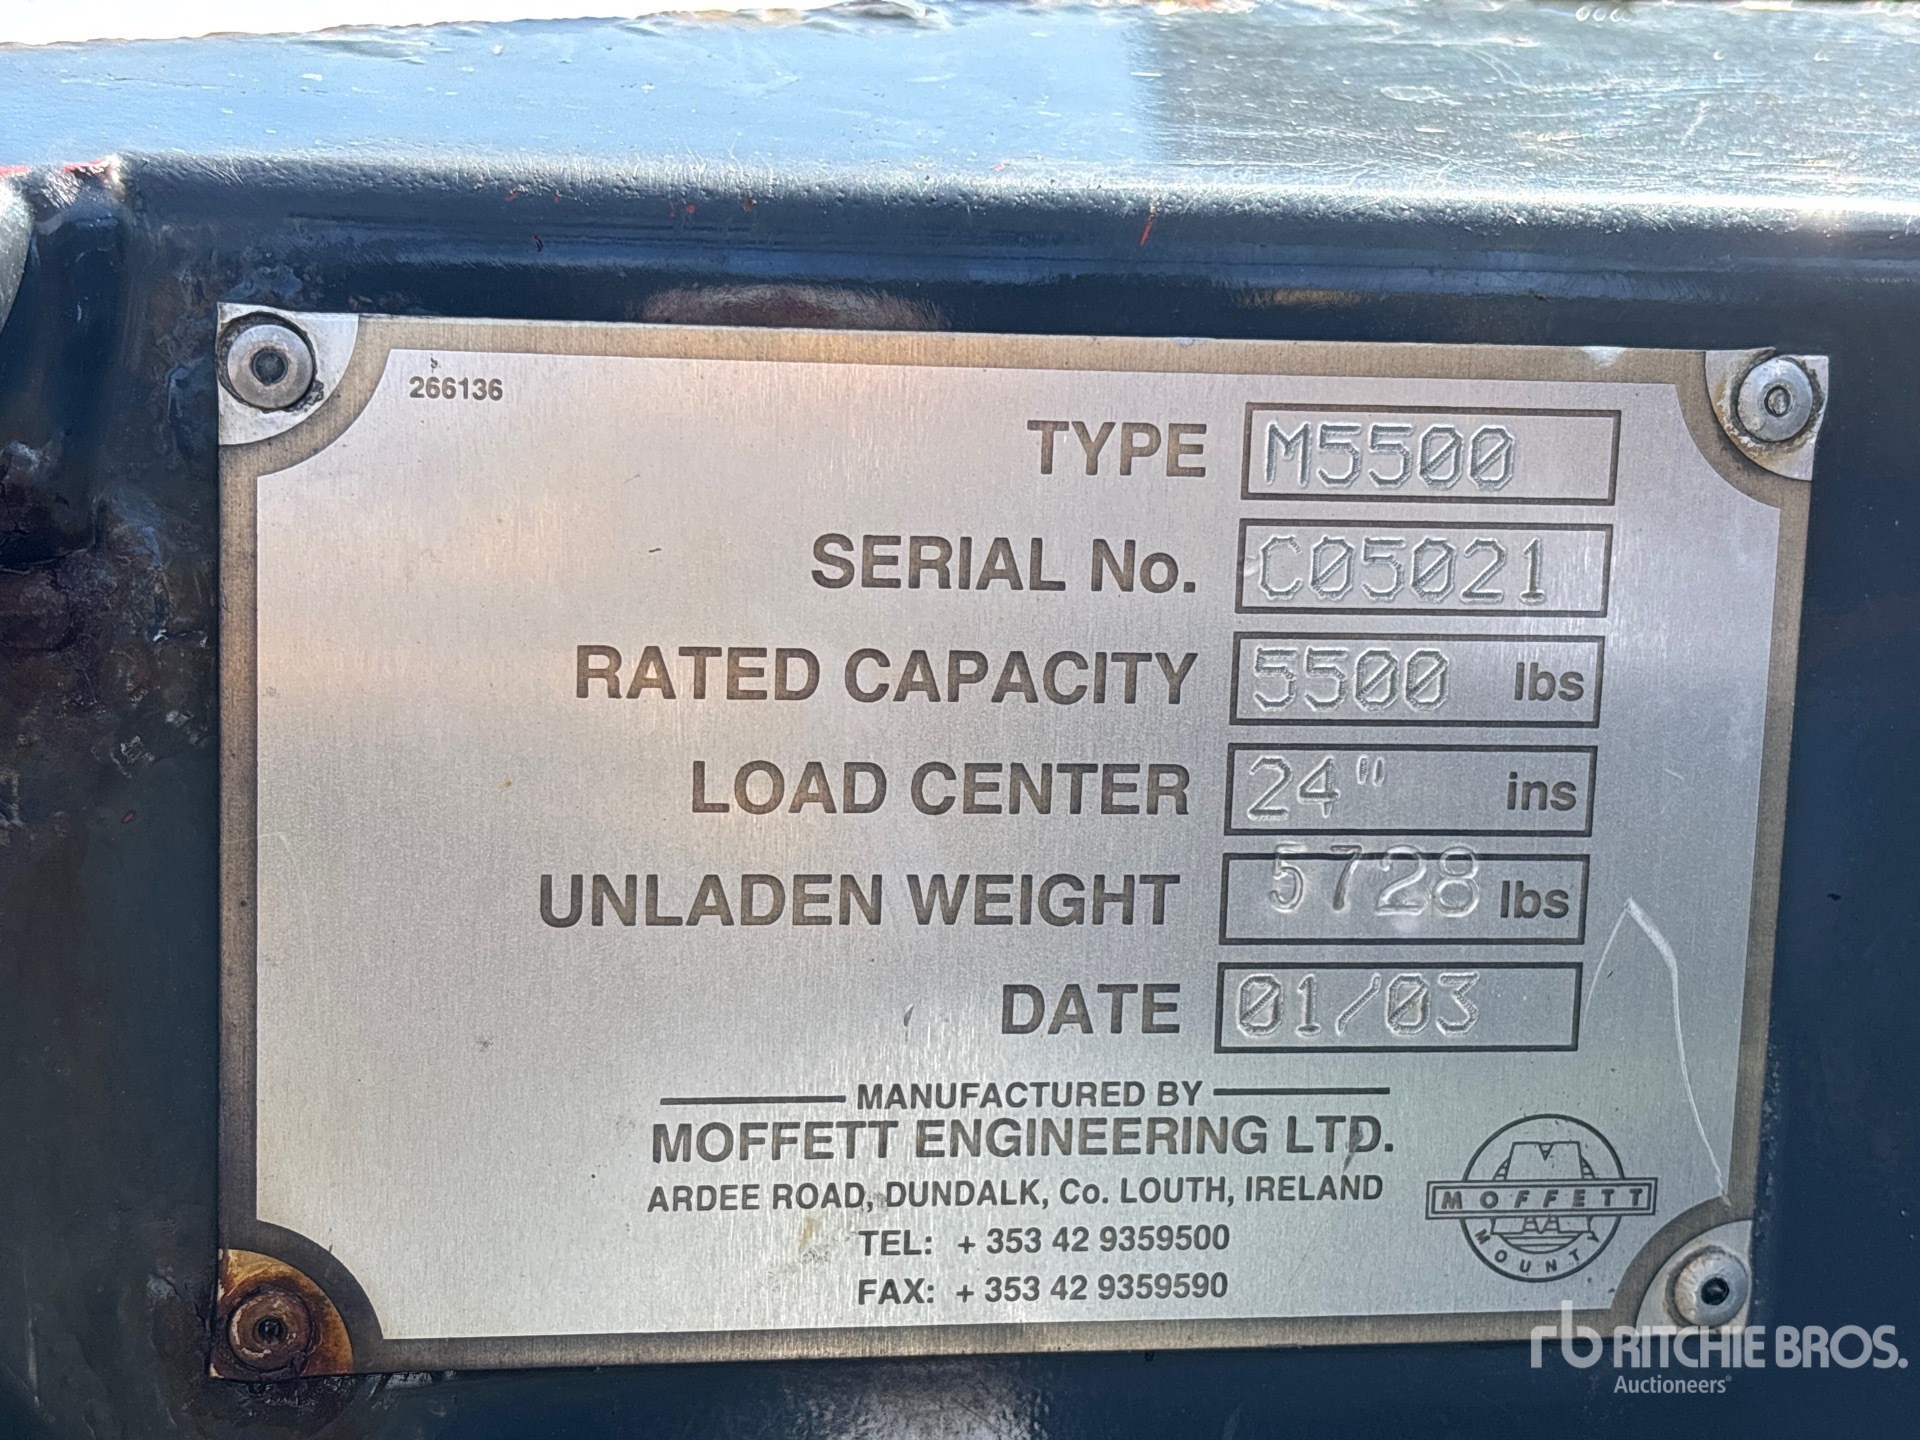 266136
TYPE M5500
SERIAL No. C05021
RATED CAPACITY 5500 lbs
LOAD CENTER 24" ins
UNLADEN WEIGHT 5728 lbs
DATE 01/03
MANUFACTURED BY
MOFFETT ENGINEERING LTD.
ARDEE ROAD, DUNDALK, Co. LOUTH, IRELAND
TEL: + 353 42 9359500
FAX: + 353 42 9359590
MOFFETT
MOUNTY
rb RITCHIE BROS.
Auctioneers